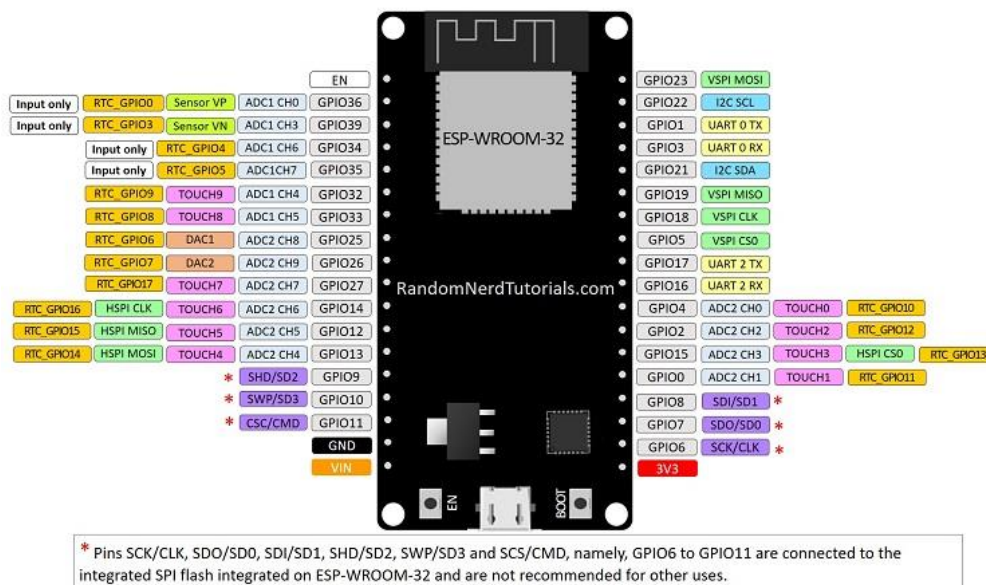 EN GPIO23 VSPI MOSI
Input only RTC_GPIO0 Sensor VP ADC1 CH0 GPIO36 GPIO22 I2C SCL
Input only RTC_GPIO3 Sensor VN ADC1 CH3 GPIO39 GPIO1 UART 0 TX
Input only RTC_GPIO4 ADC1 CH6 GPIO34 ESP-WROOM-32 GPIO3 UART 0 RX
Input only RTC_GPIO5 ADC1CH7 GPIO35 GPIO21 I2C SDA
RTC_GPIO9 TOUCH9 ADC1 CH4 GPIO32 GPIO19 VSPI MISO
RTC_GPIO8 TOUCH8 ADC1 CH5 GPIO33 GPIO18 VSPI CLK
RTC_GPIO6 DAC1 ADC2 CH8 GPIO25 GPIO5 VSPI CS0
RTC_GPIO7 DAC2 ADC2 CH9 GPIO26 GPIO17 UART 2 TX
RTC_GPIO17 TOUCH7 ADC2 CH7 GPIO27 RandomNerdTutorials.com GPIO16 UART 2 RX
RTC_GPIO16 HSPI CLK TOUCH6 ADC2 CH6 GPIO14 GPIO4 ADC2 CH0 TOUCH0 RTC_GPIO10
RTC_GPIO15 HSPI MISO TOUCH5 ADC2 CH5 GPIO12 GPIO2 ADC2 CH2 TOUCH2 RTC_GPIO12
RTC_GPIO14 HSPI MOSI TOUCH4 ADC2 CH4 GPIO13 GPIO15 ADC2 CH3 TOUCH3 HSPI CS0 RTC_GPIO13
* SHD/SD2 GPIO9 GPIO0 ADC2 CH1 TOUCH1 RTC_GPIO11
* SWP/SD3 GPIO10 GPIO8 SDI/SD1 *
* CSC/CMD GPIO11 GPIO7 SDO/SD0 *
GND GPIO6 SCK/CLK *
VIN 3V3
EN BOOT
* Pins SCK/CLK, SDO/SD0, SDI/SD1, SHD/SD2, SWP/SD3 and SCS/CMD, namely, GPIO6 to GPIO11 are connected to the
integrated SPI flash integrated on ESP-WROOM-32 and are not recommended for other uses.